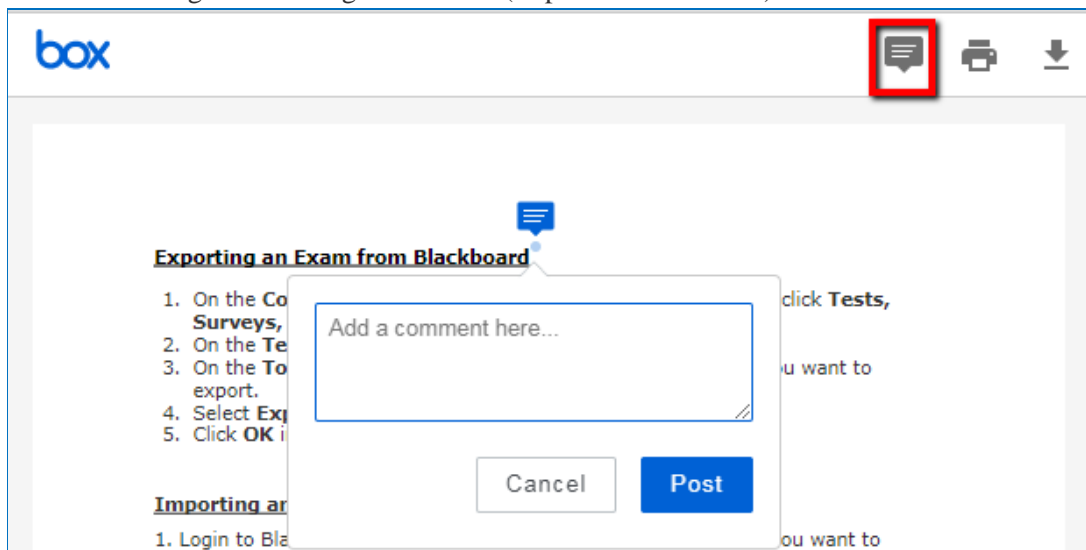 box
Exporting an Exam from Blackboard
1. On the Co
click Tests,
Surveys,
2. On the Te
3. On the To
u want to
export.
4. Select Exp
5. Click OK i
Add a comment here...
Cancel
Post
Importing ar
1. Login to Bla
ou want to